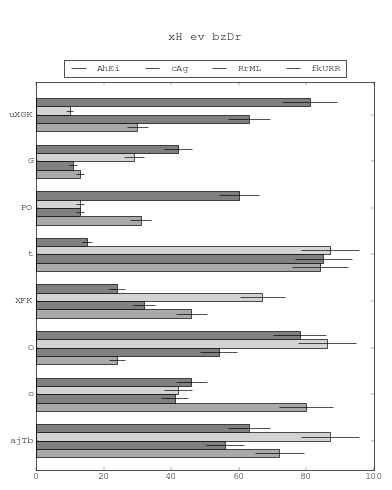 xH ev bzDr
AhEi cAg RrML fkURR
uXGK
G
PO
t
XFK
O
o
ajTb
0 20 40 60 80 100